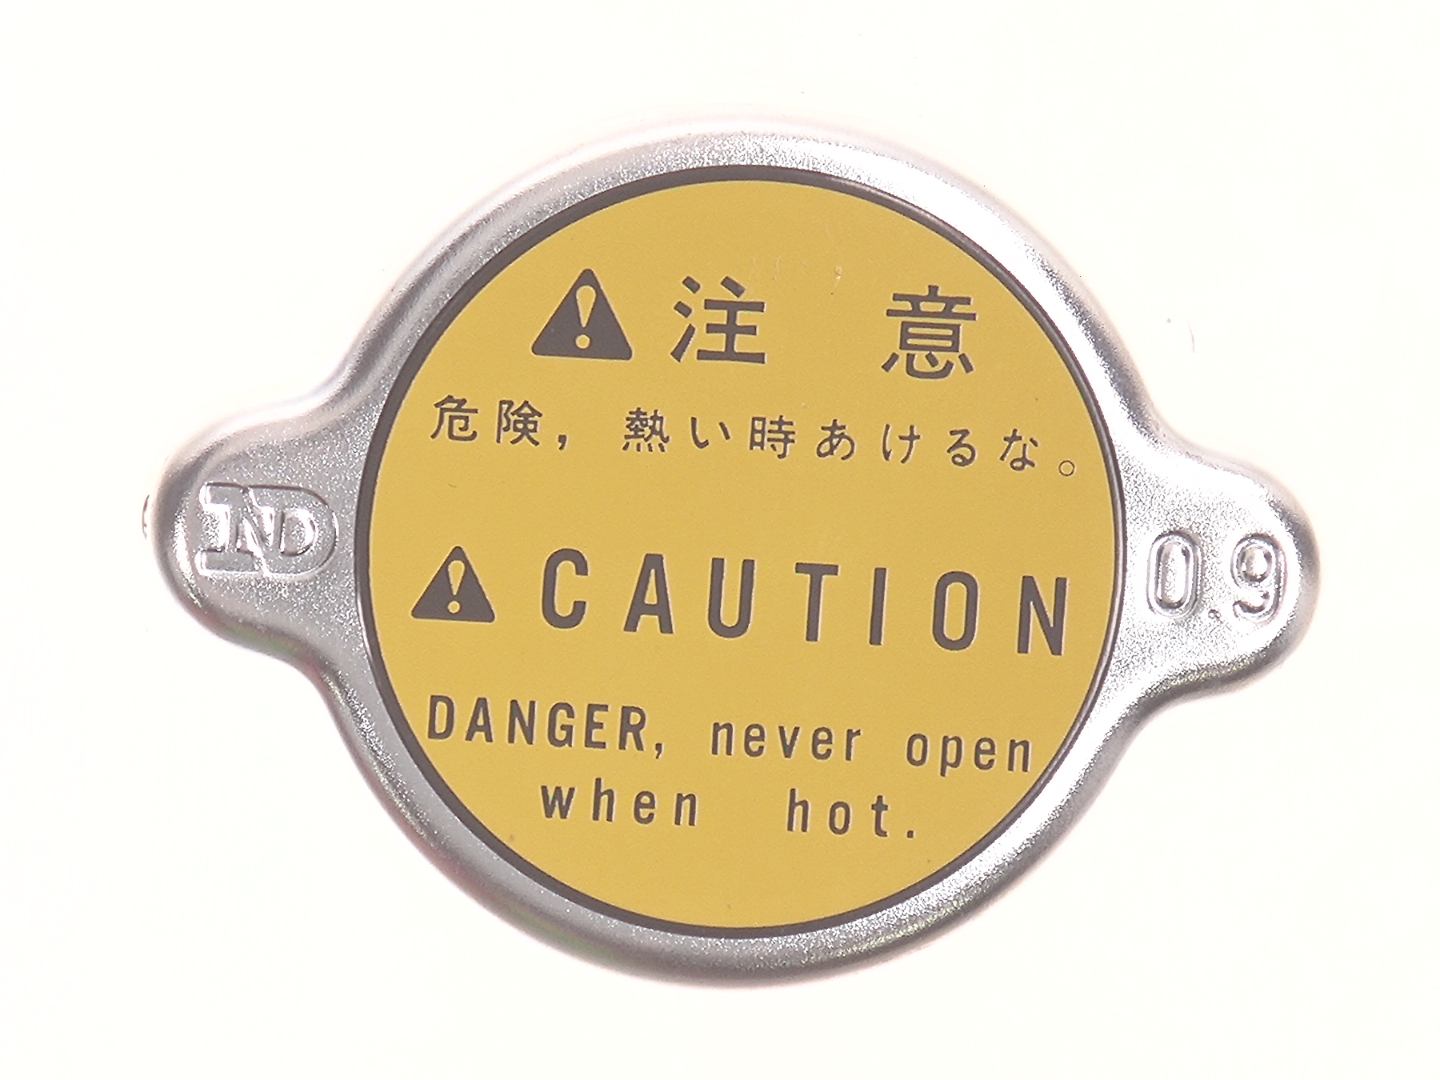 注 意
危険，熱い時あけるな。
CAUTION
DANGER, never open
when hot.
ND
0.9